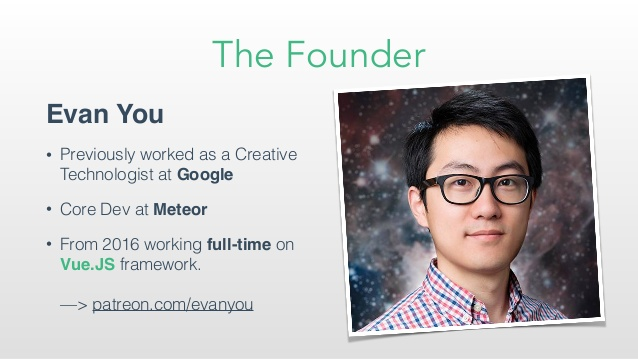 The Founder
Evan You
• Previously worked as a Creative
Technologist at Google
• Core Dev at Meteor
• From 2016 working full-time on
Vue.JS framework.
—> patreon.com/evanyou